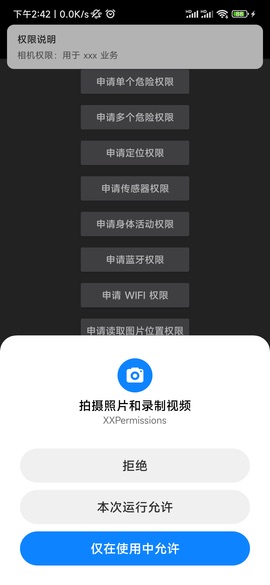 下午2:42 | 0.0K/s
权限说明
相机权限：用于 xxx 业务
申请单个危险权限
申请多个危险权限
申请定位权限
申请传感器权限
申请身体活动权限
申请蓝牙权限
申请 WIFI 权限
申请读取图片位置权限
拍摄照片和录制视频
XXPermissions
拒绝
本次运行允许
仅在使用中允许